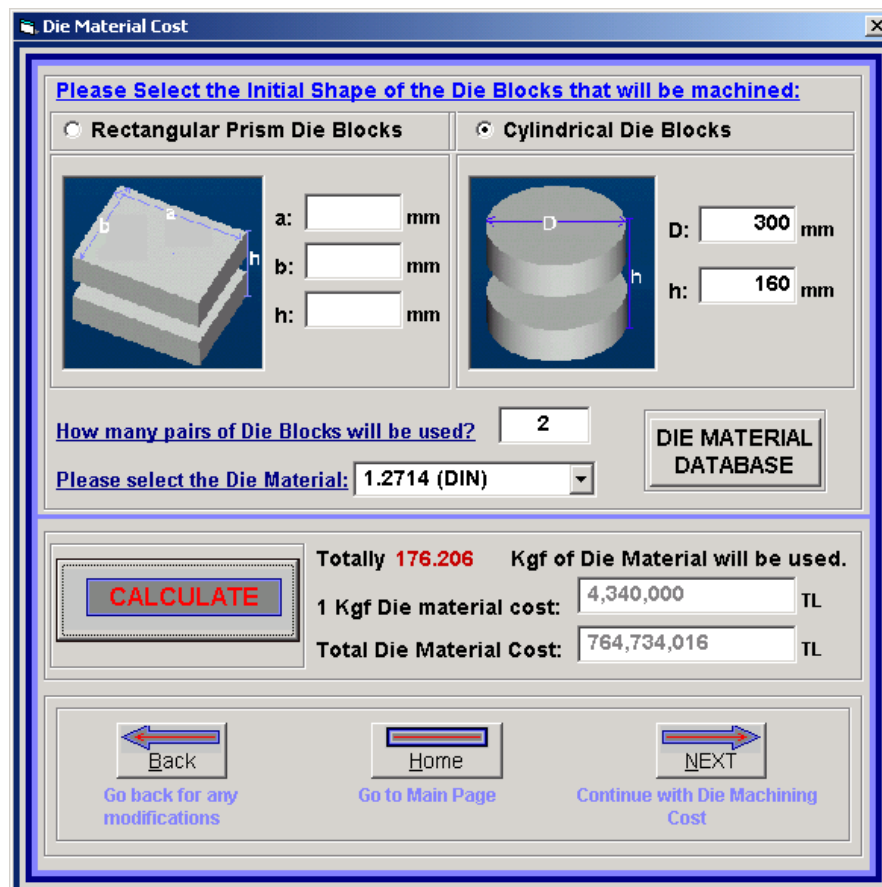 Die Material Cost
Please Select the Initial Shape of the Die Blocks that will be machined:
Rectangular Prism Die Blocks
Cylindrical Die Blocks
a
b
h
a: mm
b: mm
h: mm
D
h
D: 300 mm
h: 160 mm
How many pairs of Die Blocks will be used? 2
Please select the Die Material: 1.2714 (DIN)
DIE MATERIAL
DATABASE
CALCULATE
Totally 176.206 Kgf of Die Material will be used.
1 Kgf Die material cost: 4,340,000 TL
Total Die Material Cost: 764,734,016 TL
Back
Go back for any
modifications
Home
Go to Main Page
NEXT
Continue with Die Machining
Cost